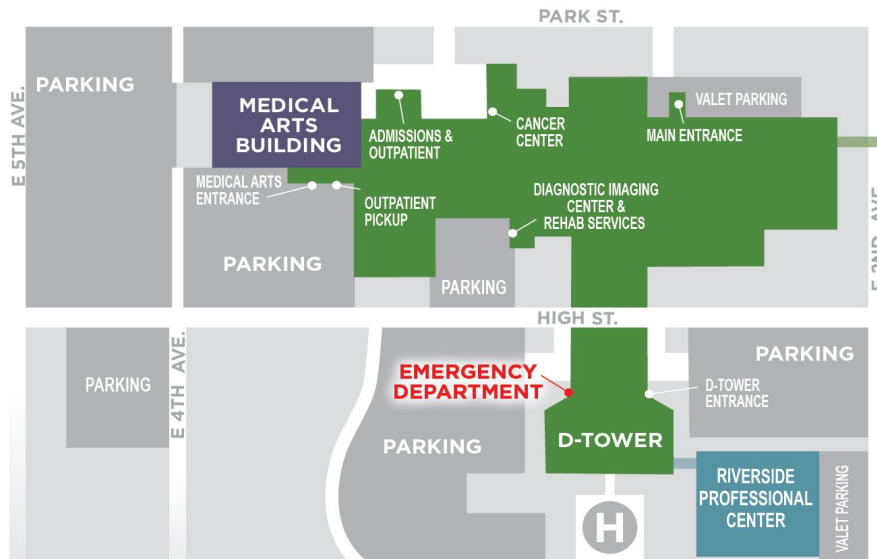 PARK ST.
PARKING
E 5TH AVE.
MEDICAL
ARTS
BUILDING
ADMISSIONS &
OUTPATIENT
CANCER
CENTER
VALET PARKING
MAIN ENTRANCE
MEDICAL ARTS
ENTRANCE
OUTPATIENT
PICKUP
DIAGNOSTIC IMAGING
CENTER &
REHAB SERVICES
E 2ND AVE
PARKING
PARKING
HIGH ST.
E 4TH AVE.
PARKING
EMERGENCY
DEPARTMENT
PARKING
D-TOWER
ENTRANCE
PARKING
D-TOWER
RIVERSIDE
PROFESSIONAL
CENTER
VALET PARKING
H